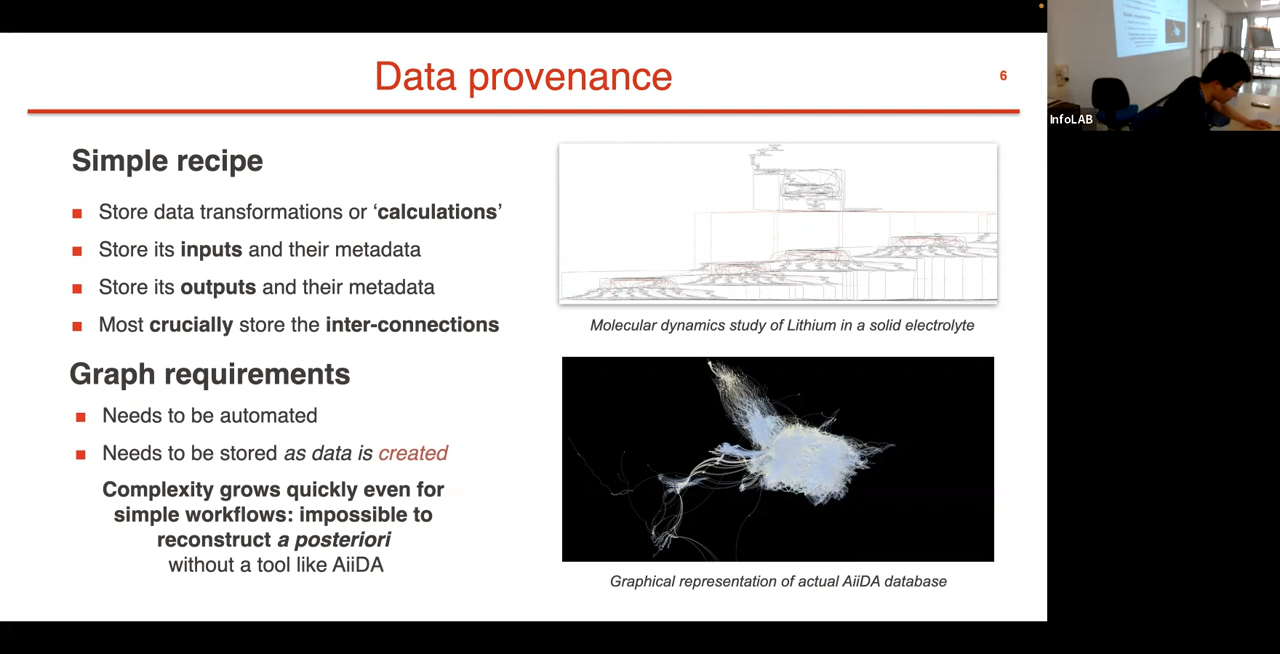 Data provenance
6
Simple recipe
Store data transformations or ‘calculations’
Store its inputs and their metadata
Store its outputs and their metadata
Most crucially store the inter-connections
Graph requirements
Needs to be automated
Needs to be stored as data is created
Complexity grows quickly even for
simple workflows: impossible to
reconstruct a posteriori
without a tool like AiiDA
Molecular dynamics study of Lithium in a solid electrolyte
Graphical representation of actual AiiDA database
InfoLAB